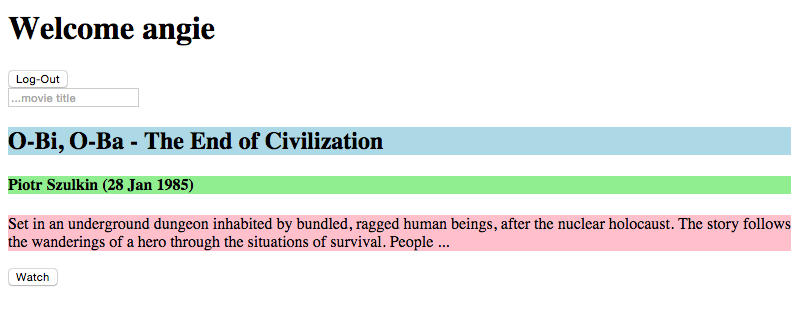 Welcome angie
Log-Out
...movie title
O-Bi, O-Ba - The End of Civilization
Piotr Szulkin (28 Jan 1985)
Set in an underground dungeon inhabited by bundled, ragged human beings, after the nuclear holocaust. The story follows
the wanderings of a hero through the situations of survival. People ...
Watch